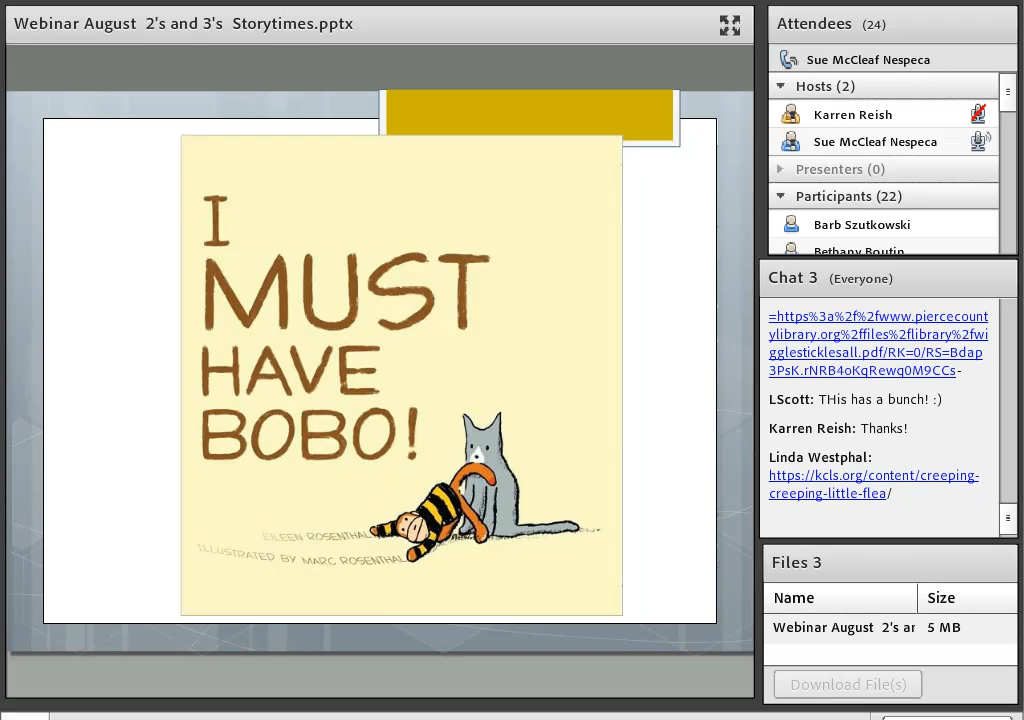 Webinar August  2's and 3's  Storytimes.pptx
I
MUST
HAVE
BOBO!
EILEEN ROSENTHAL
ILLUSTRATED BY MARC ROSENTHAL
Attendees (24)
Sue McCleaf Nespeca
Hosts (2)
Karren Reish
Sue McCleaf Nespeca
Presenters (0)
Participants (22)
Barb Szutkowski
Bethany Boutin
Chat 3 (Everyone)
=https%3a%2f%2fwww.piercecount
ylibrary.org%2ffiles%2flibrary%2fwi
gglesticklesall.pdf/RK=0/RS=Bdap
3PsK.rNRB4oKqRewq0M9CCs-
LScott: THis has a bunch! :)
Karren Reish: Thanks!
Linda Westphal:
https://kcls.org/content/creeping-
creeping-little-flea/
Files 3
Name Size
Webinar August  2's ar 5 MB
Download File(s)